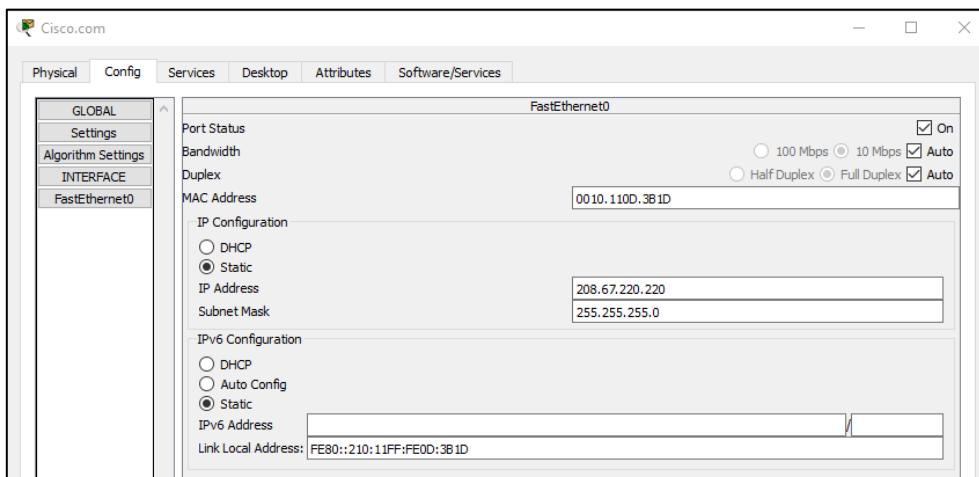 Cisco.com
Physical Config Services Desktop Attributes Software/Services
GLOBAL
Settings
Algorithm Settings
INTERFACE
FastEthernet0
FastEthernet0
Port Status On
Bandwidth 100 Mbps 10 Mbps Auto
Duplex Half Duplex Full Duplex Auto
MAC Address 0010.110D.3B1D
IP Configuration
DHCP
Static
IP Address 208.67.220.220
Subnet Mask 255.255.255.0
IPv6 Configuration
DHCP
Auto Config
Static
IPv6 Address /
Link Local Address: FE80::210:11FF:FE0D:3B1D